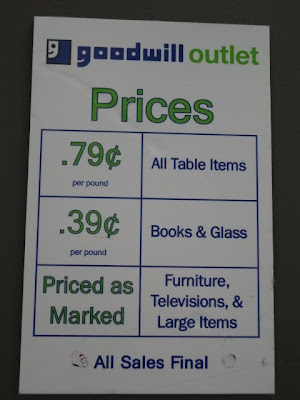 goodwill outlet
Prices
.79¢
per pound
All Table Items
.39¢
per pound
Books & Glass
Priced as
Marked
Furniture,
Televisions, &
Large Items
All Sales Final